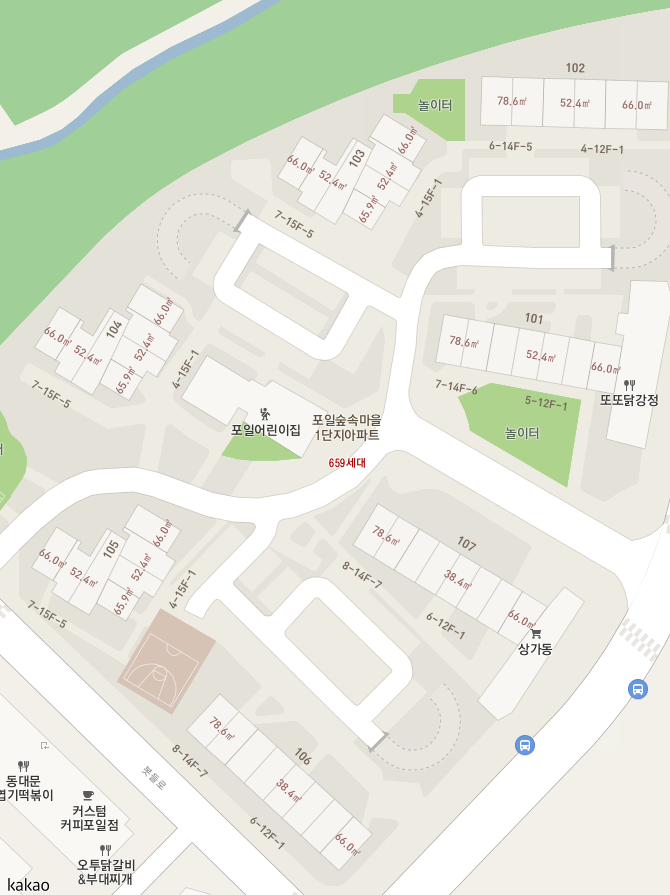 102
78.6㎡
52.4㎡
66.0㎡
놀이터
6-14F-5
4-12F-1
103
66.0㎡
66.0㎡
52.4㎡
52.4㎡
65.9㎡
7-15F-5
4-15F-1
104
66.0㎡
66.0㎡
52.4㎡
52.4㎡
65.9㎡
7-15F-5
4-15F-1
101
78.6㎡
52.4㎡
66.0㎡
7-14F-6
5-12F-1
또또닭강정
놀이터
포일어린이집
포일숲속마을
1단지아파트
659세대
터
105
66.0㎡
66.0㎡
52.4㎡
52.4㎡
65.9㎡
7-15F-5
4-15F-1
107
78.6㎡
38.4㎡
66.0㎡
8-14F-7
6-12F-1
상가동
106
78.6㎡
38.4㎡
66.0㎡
8-14F-7
6-12F-1
봇들로
동대문
엽기떡볶이
커스텀
커피포일점
오투닭갈비
&부대찌개
kakao